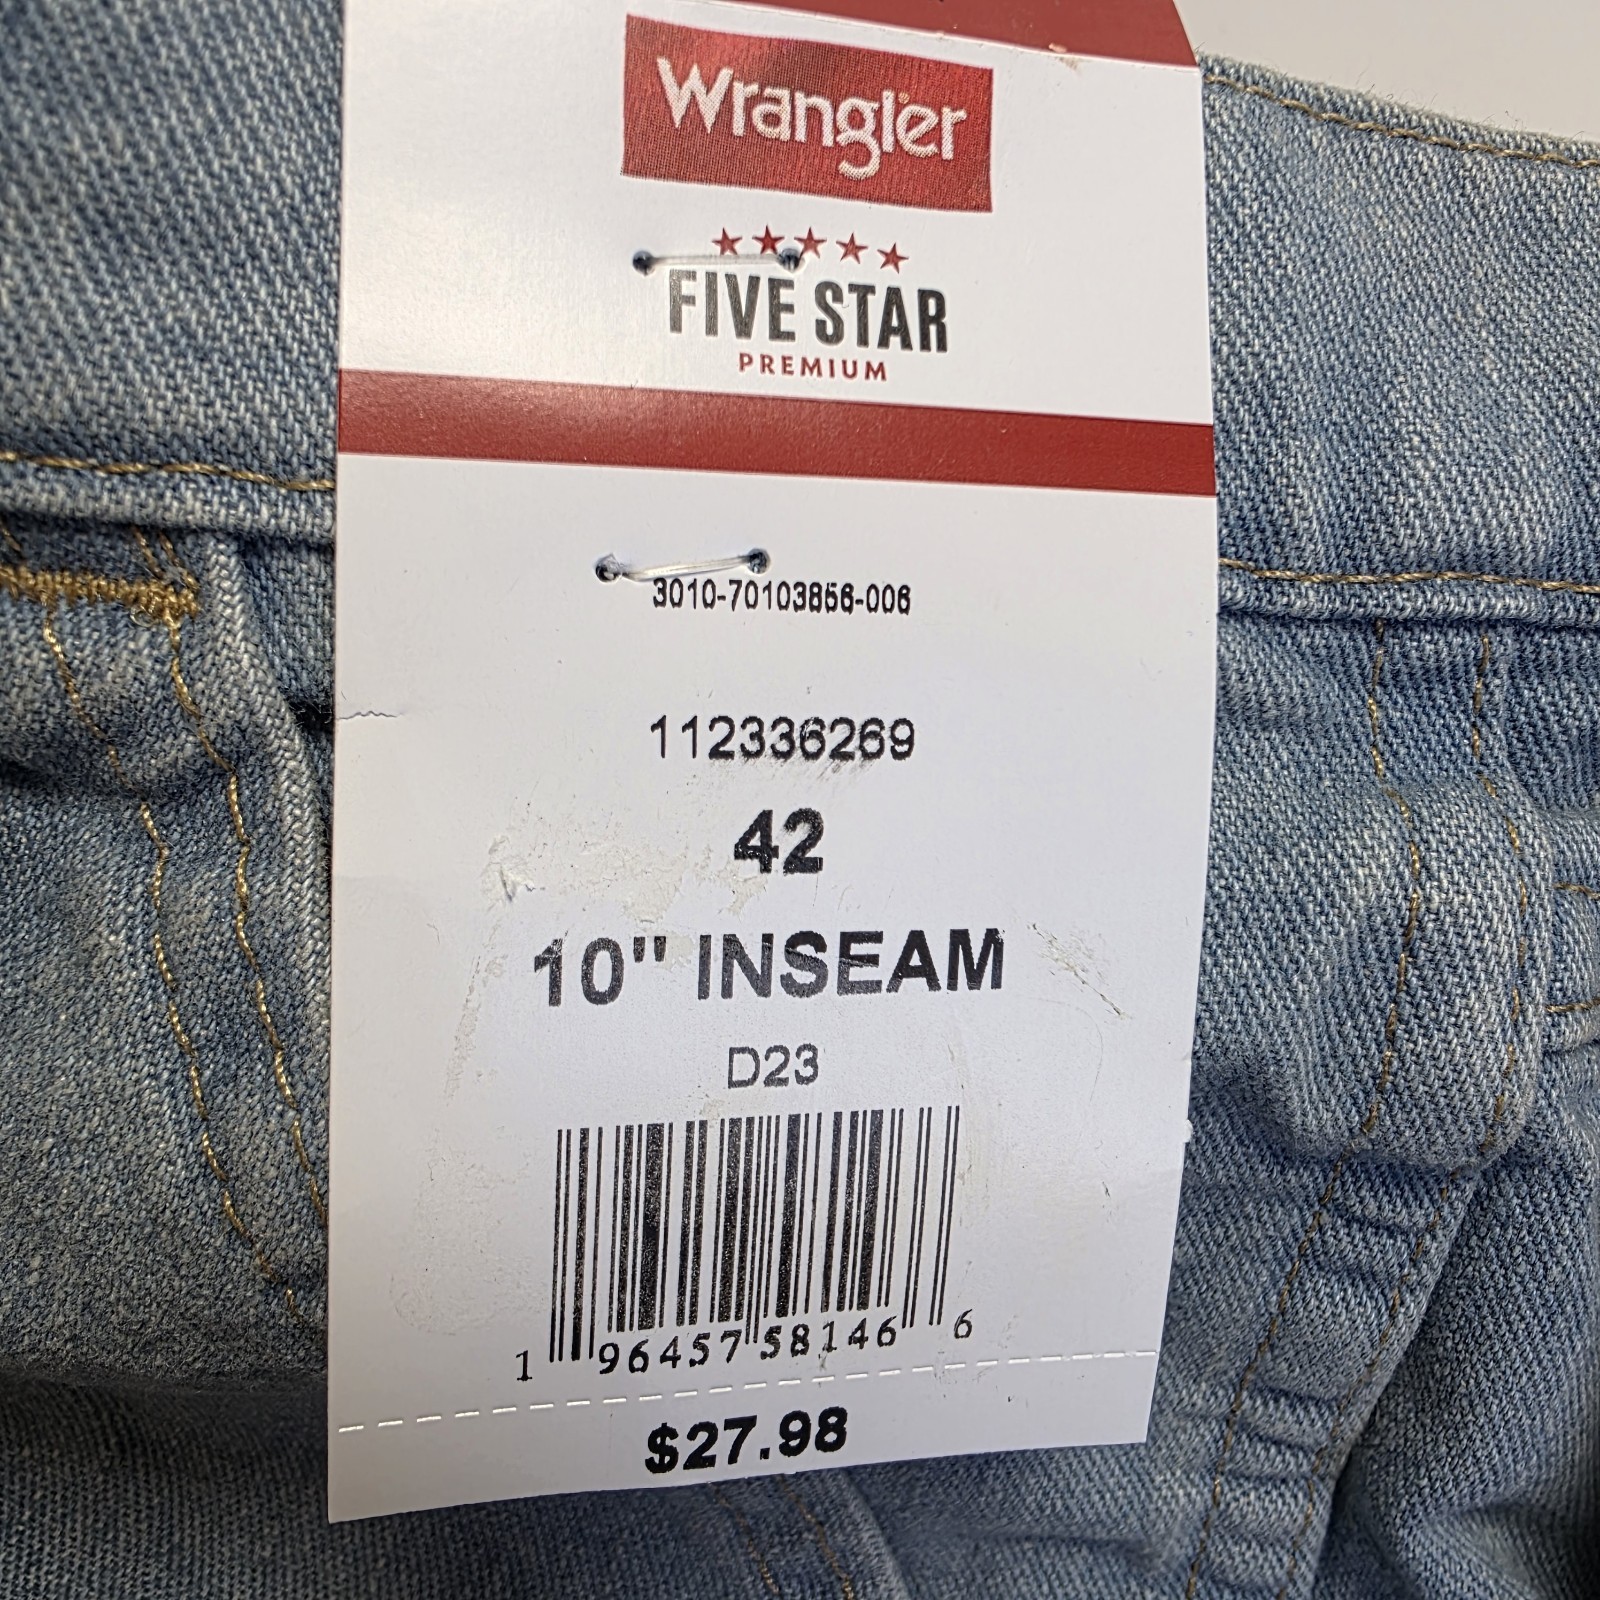 Wrangler
FIVE STAR
PREMIUM
3010-70103856-006
112336269
42
10" INSEAM
D23
1 96457 58146 6
$27.98